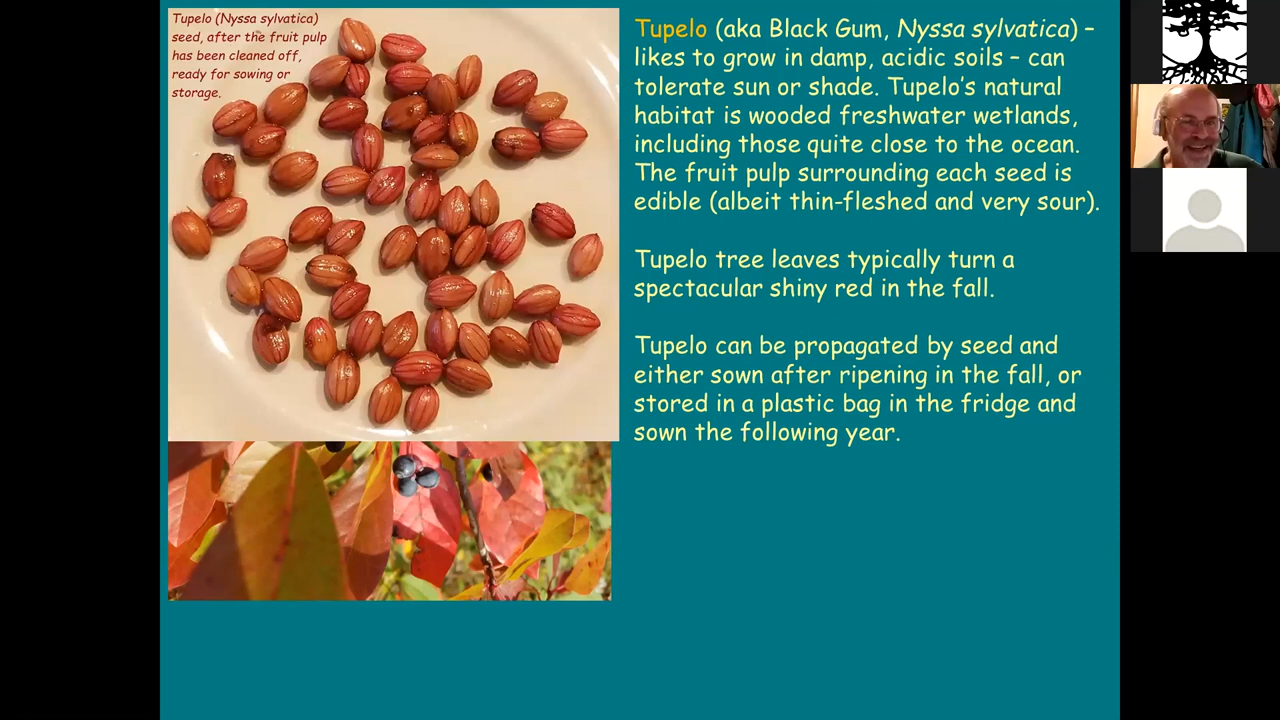 Tupelo (Nyssa sylvatica)
seed, after the fruit pulp
has been cleaned off,
ready for sowing or
storage.
Tupelo (aka Black Gum, Nyssa sylvatica) –
likes to grow in damp, acidic soils – can
tolerate sun or shade. Tupelo’s natural
habitat is wooded freshwater wetlands,
including those quite close to the ocean.
The fruit pulp surrounding each seed is
edible (albeit thin-fleshed and very sour).
Tupelo tree leaves typically turn a
spectacular shiny red in the fall.
Tupelo can be propagated by seed and
either sown after ripening in the fall, or
stored in a plastic bag in the fridge and
sown the following year.